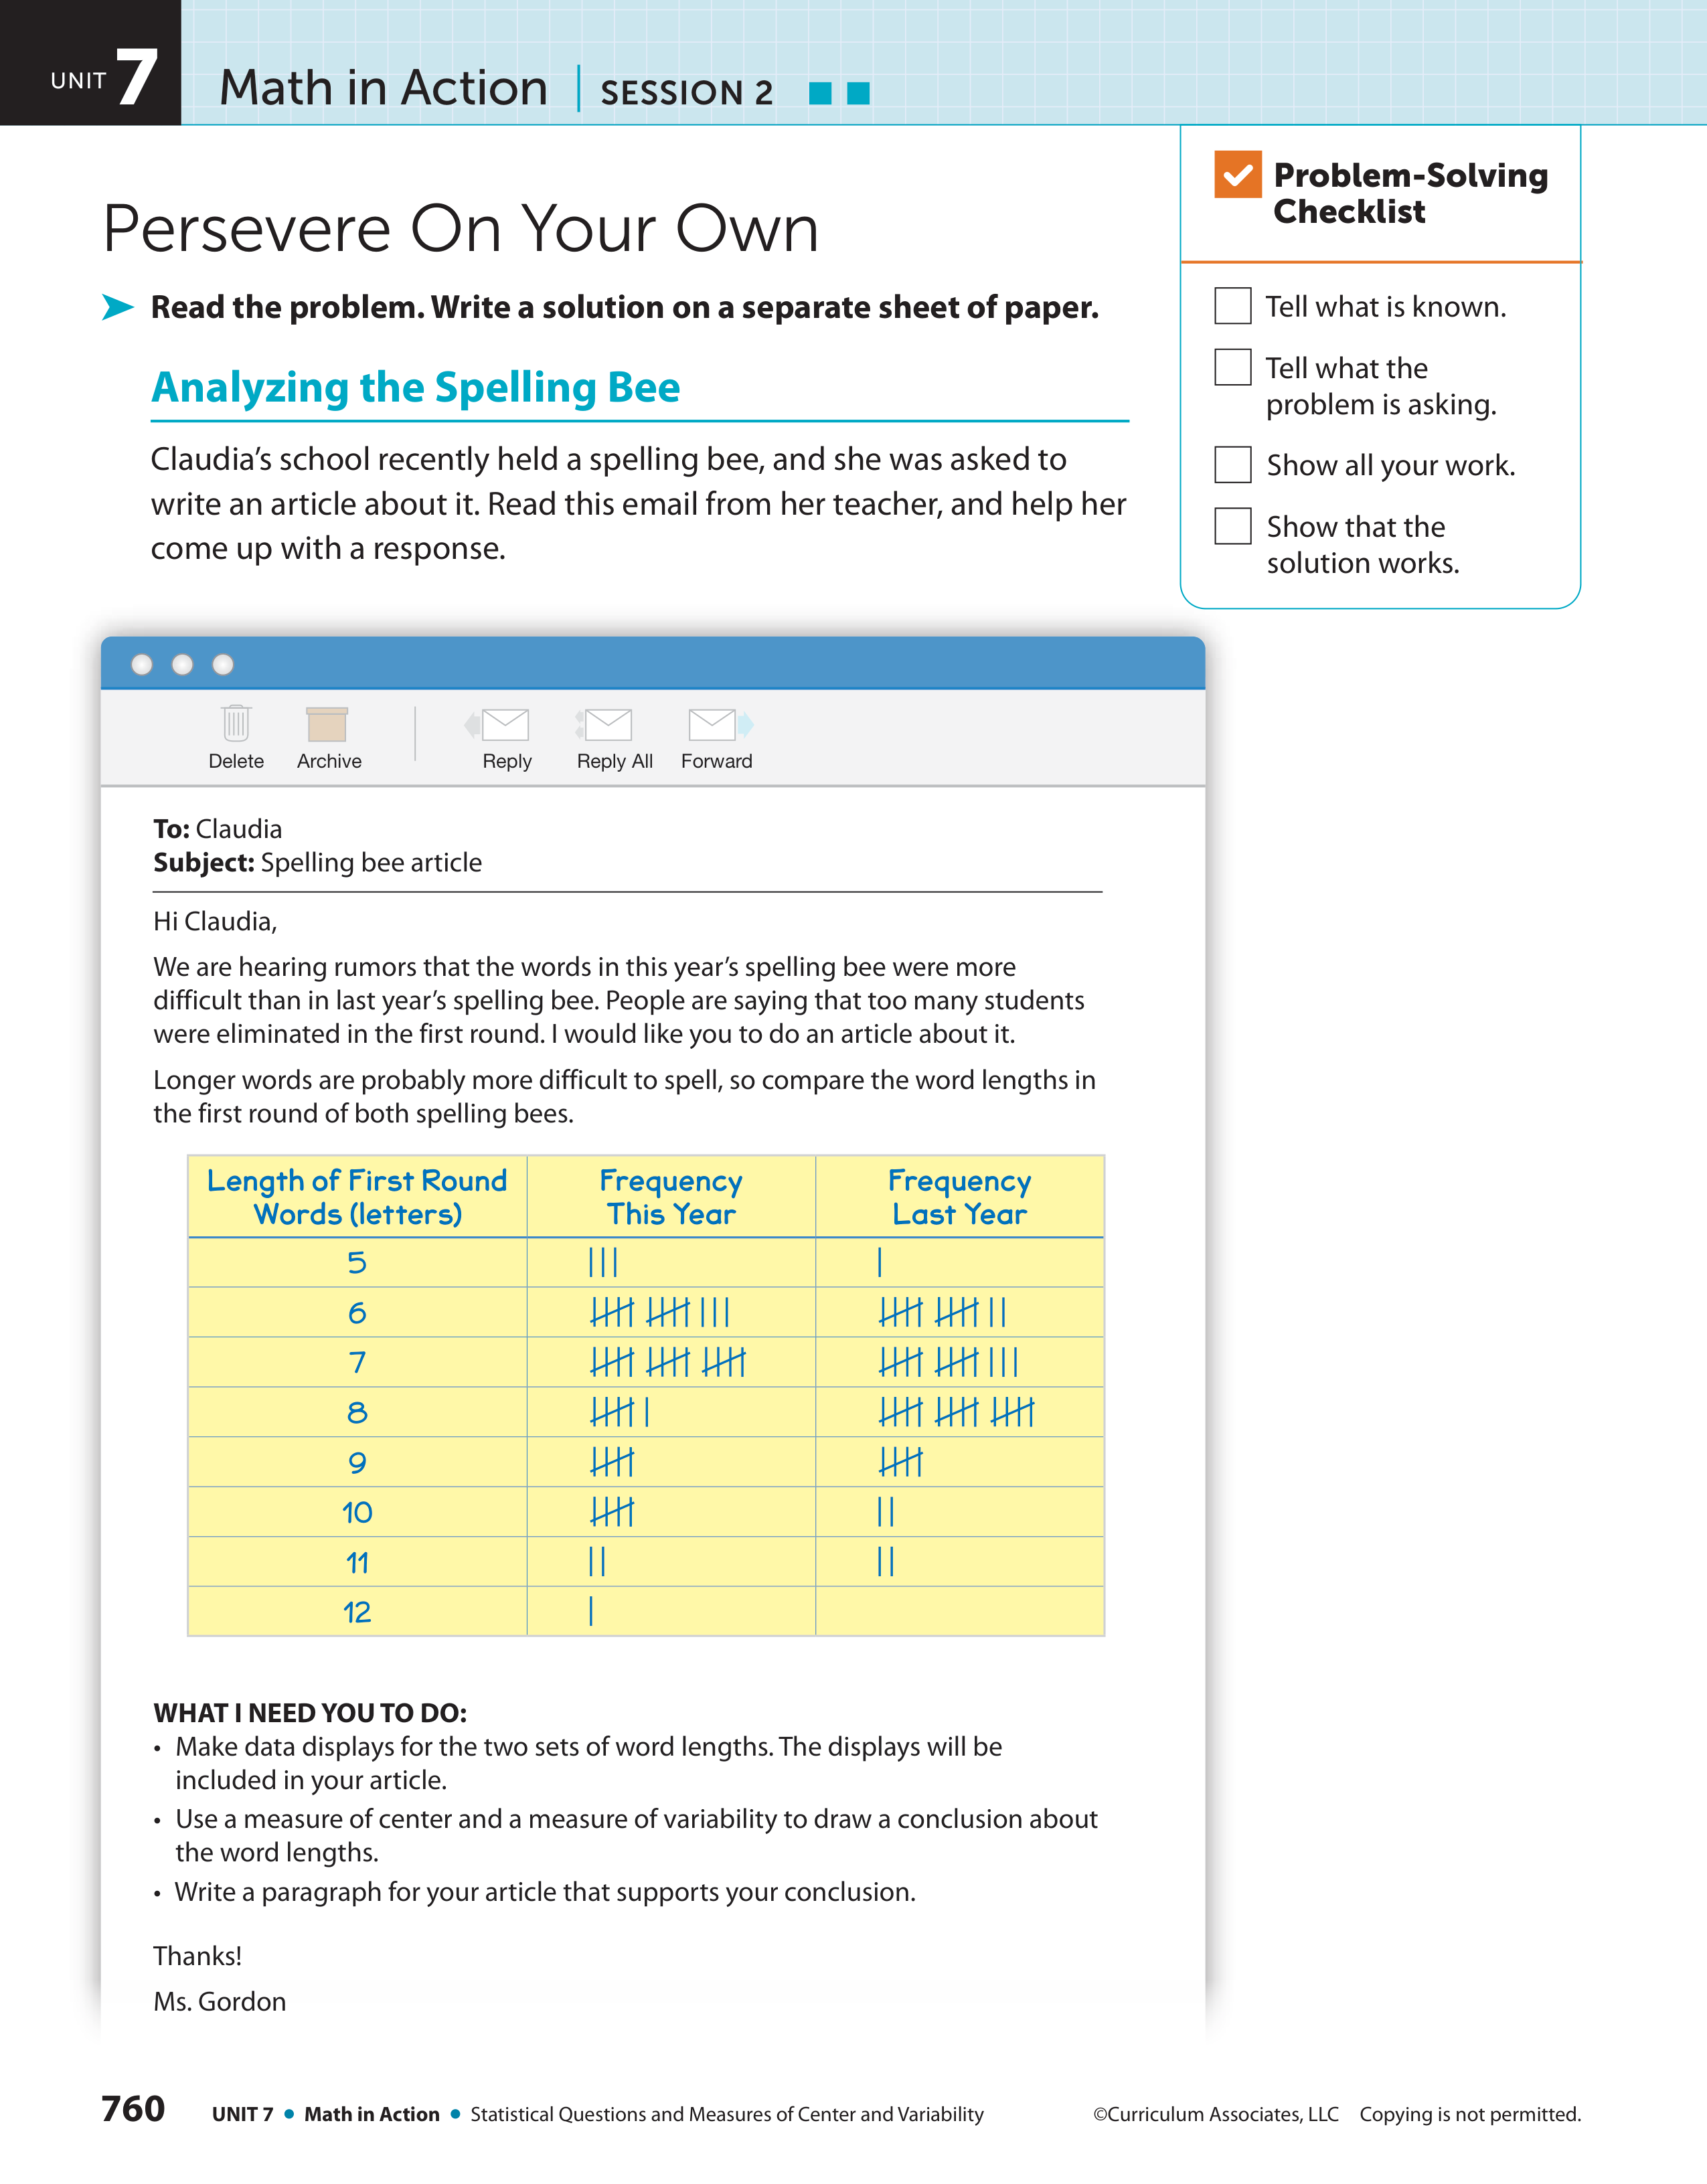 UNIT 7 Math in Action | SESSION 2
Persevere On Your Own
Read the problem. Write a solution on a separate sheet of paper.
Analyzing the Spelling Bee
Claudia’s school recently held a spelling bee, and she was asked to
write an article about it. Read this email from her teacher, and help her
come up with a response.
Problem-Solving
Checklist
Tell what is known.
Tell what the
problem is asking.
Show all your work.
Show that the
solution works.
Delete Archive Reply Reply All Forward
To: Claudia
Subject: Spelling bee article
Hi Claudia,
We are hearing rumors that the words in this year’s spelling bee were more
difficult than in last year’s spelling bee. People are saying that too many students
were eliminated in the first round. I would like you to do an article about it.
Longer words are probably more difficult to spell, so compare the word lengths in
the first round of both spelling bees.
Length of First Round Frequency Frequency
Words (letters) This Year Last Year
5
6
7
8
9
10
11
12
WHAT I NEED YOU TO DO:
• Make data displays for the two sets of word lengths. The displays will be
included in your article.
• Use a measure of center and a measure of variability to draw a conclusion about
the word lengths.
• Write a paragraph for your article that supports your conclusion.
Thanks!
Ms. Gordon
760 UNIT 7 • Math in Action • Statistical Questions and Measures of Center and Variability ©Curriculum Associates, LLC Copying is not permitted.